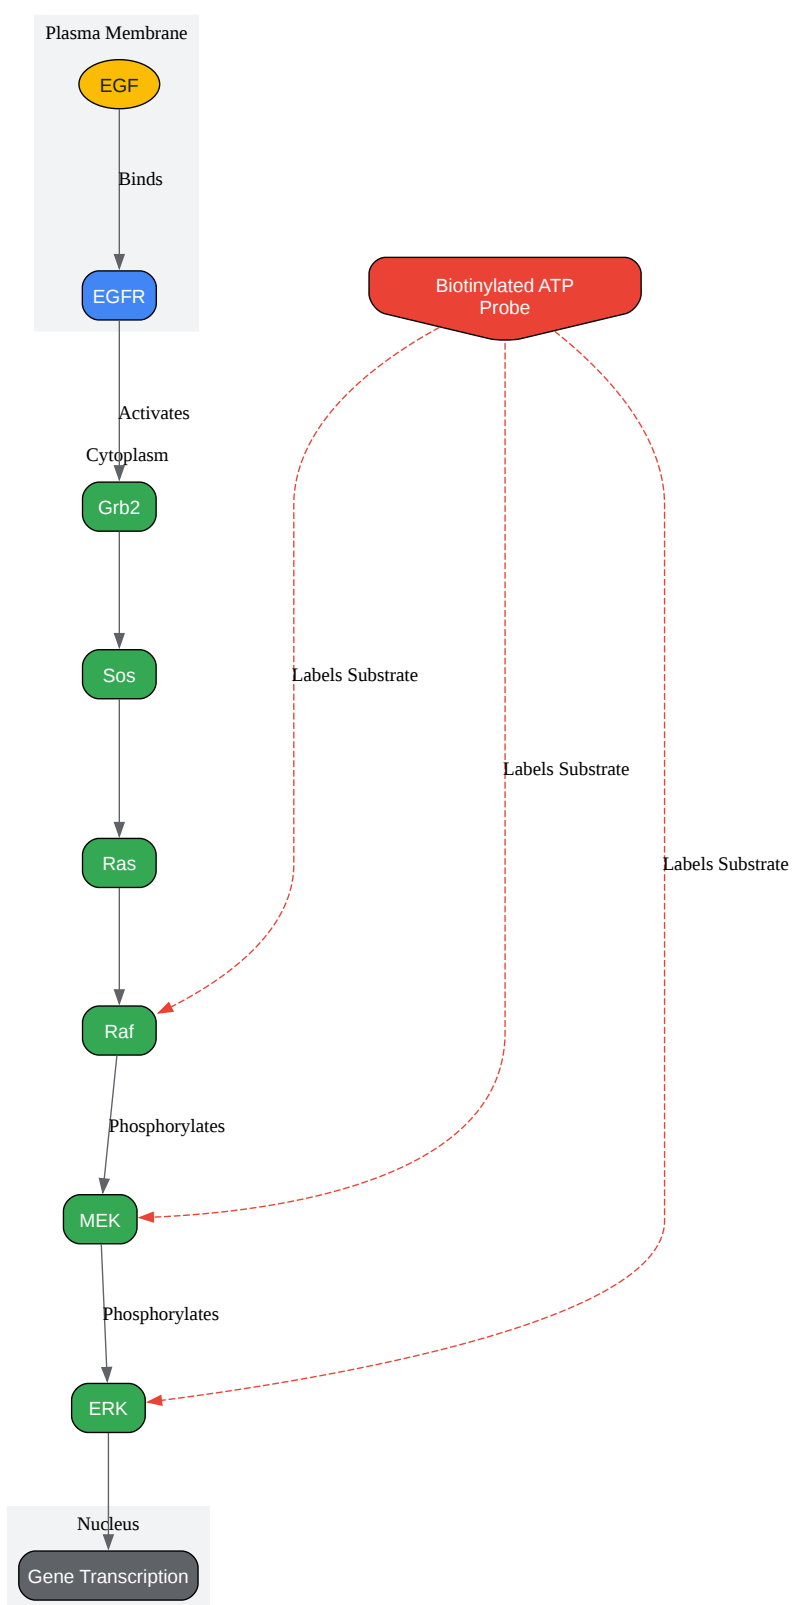 Plasma Membrane
EGF
Binds
EGFR
Biotinylated ATP
Probe
Activates
Cytoplasm
Grb2
Sos
Labels Substrate
Labels Substrate
Ras
Labels Substrate
Raf
Phosphorylates
MEK
Phosphorylates
ERK
Nucleus
Gene Transcription